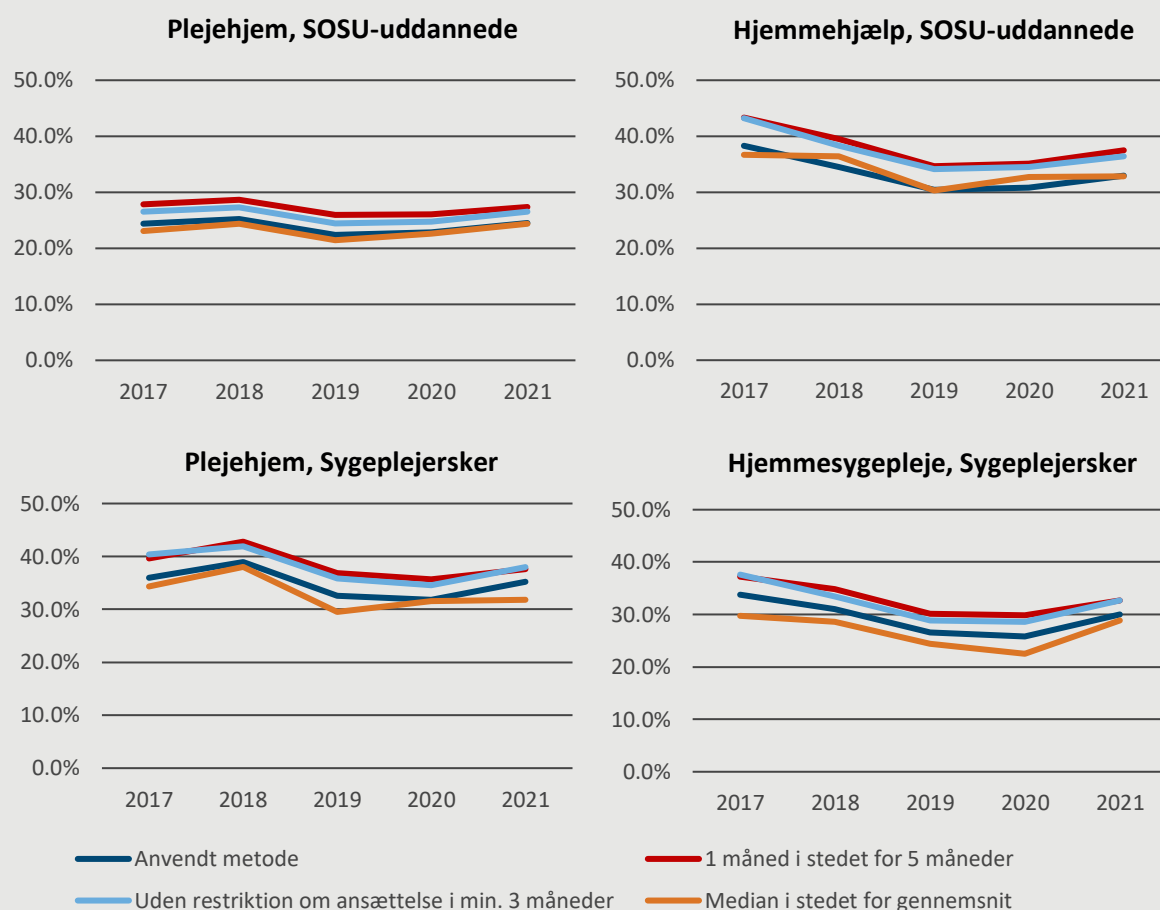 Plejehjem, SOSU-uddannede
50.0%
40.0%
30.0%
20.0%
10.0%
0.0%
2017 2018 2019 2020 2021
Hjemmehjælp, SOSU-uddannede
50.0%
40.0%
30.0%
20.0%
10.0%
0.0%
2017 2018 2019 2020 2021
Plejehjem, Sygeplejersker
50.0%
40.0%
30.0%
20.0%
10.0%
0.0%
2017 2018 2019 2020 2021
Hjemmesygepleje, Sygeplejersker
50.0%
40.0%
30.0%
20.0%
10.0%
0.0%
2017 2018 2019 2020 2021
Anvendt metode
1 måned i stedet for 5 måneder
Uden restriktion om ansættelse i min. 3 måneder
Median i stedet for gennemsnit